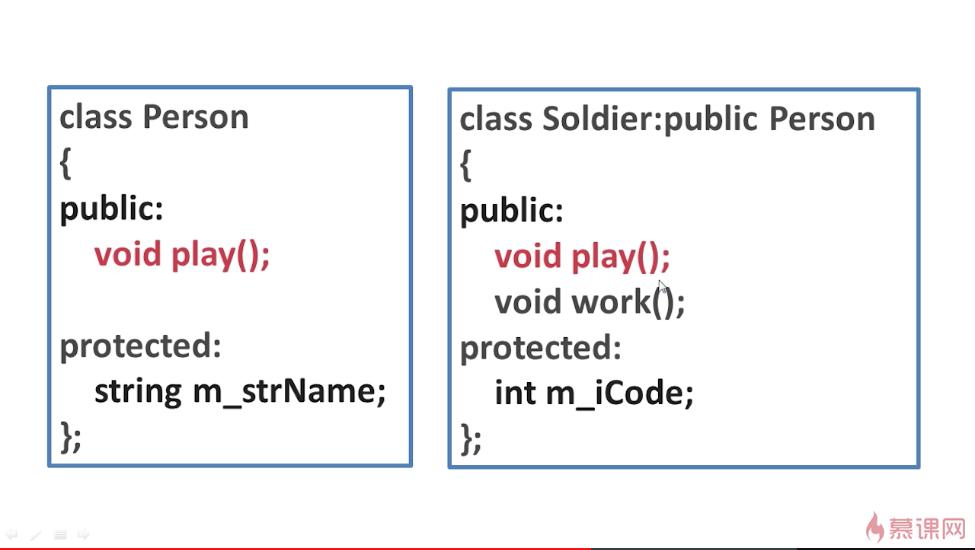 class Person
{
public:
void play();
protected:
string m_strName;
};
class Soldier:public Person
{
public:
void play();
void work();
protected:
int m_iCode;
};
慕课网